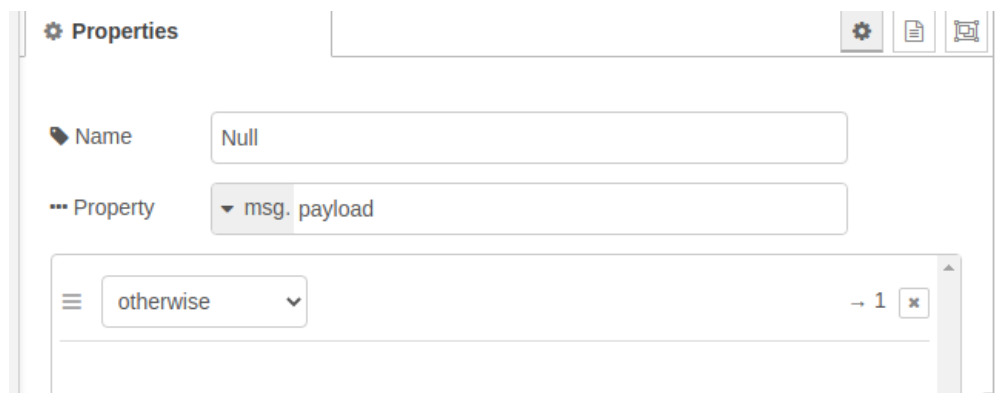 Properties
Name
Null
Property
msg. payload
otherwise
→ 1